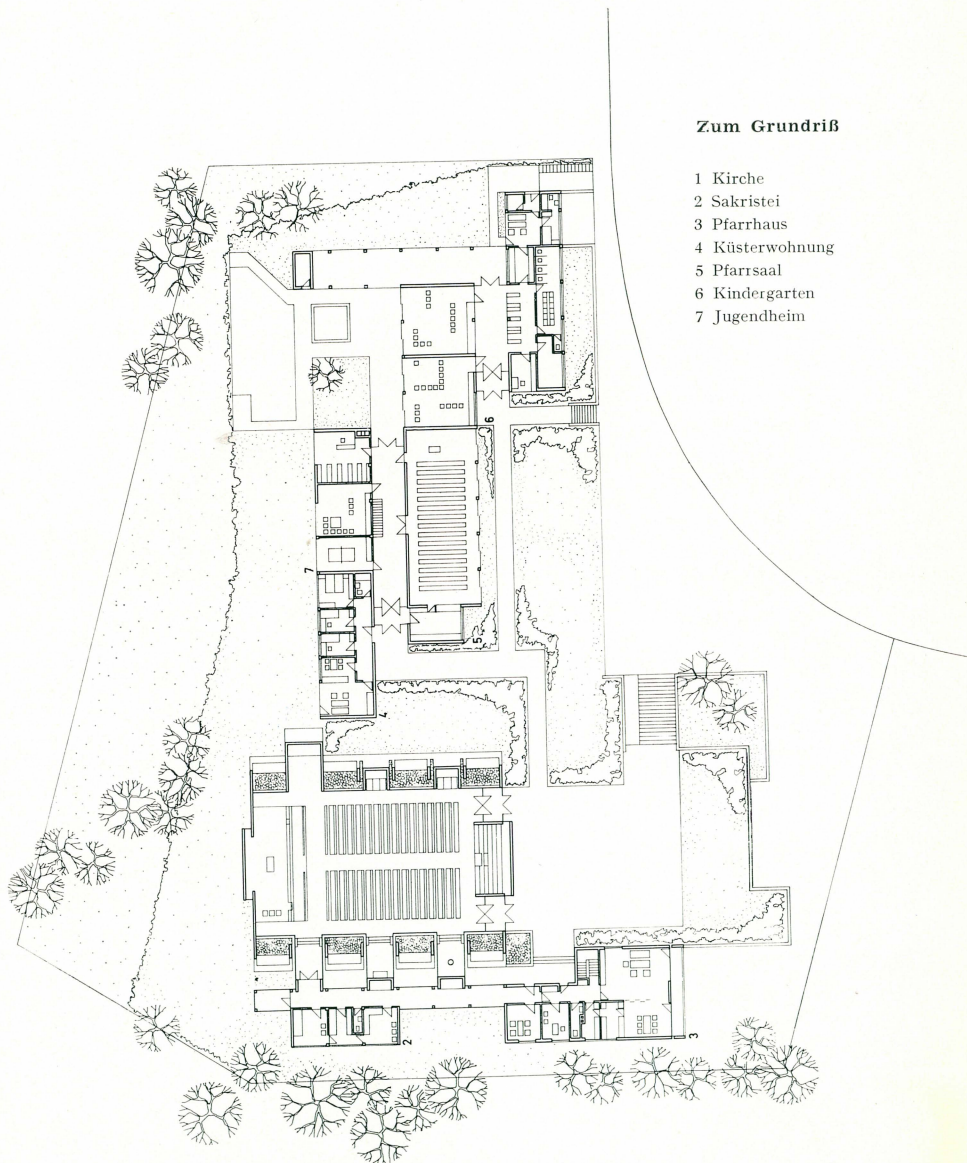 Zum Grundriß
1 Kirche
2 Sakristei
3 Pfarrhaus
4 Küsterwohnung
5 Pfarrsaal
6 Kindergarten
7 Jugendheim
6
7
5
4
2
3